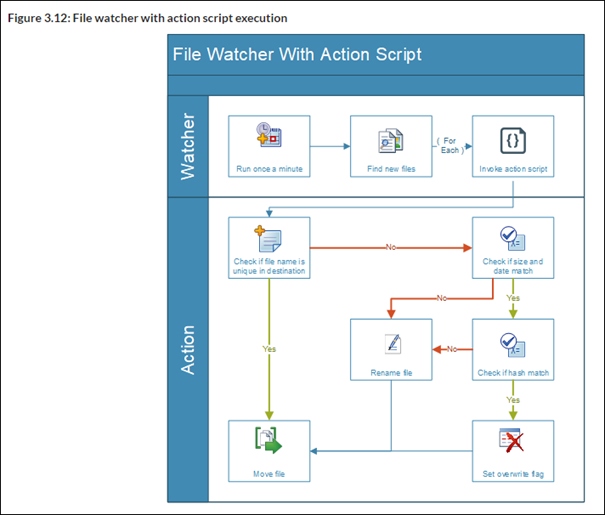 Figure 3.12: File watcher with action script execution
File Watcher With Action Script
Watcher
Run once a minute
Find new files
( For
Each )
Invoke action script
Action
Check if file name is
unique in destination
No
Check if size and
date match
No
Yes
Yes
Rename file
No
Check if hash match
Yes
Move file
Set overwrite flag